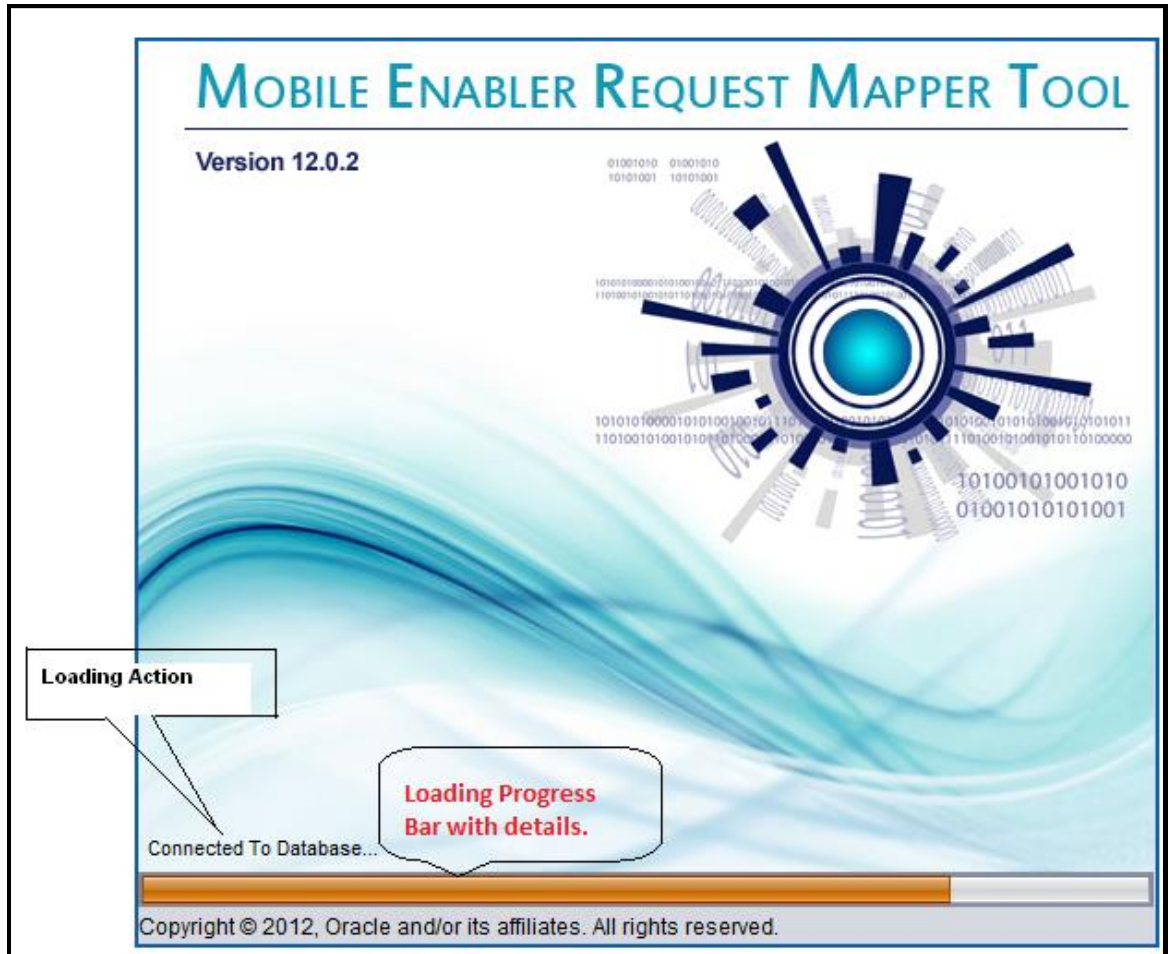 MOBILE ENABLER REQUEST MAPPER TOOL
Version 12.0.2
01001010 01001010
10101001 10101001
10100101001010
01001010101001
Loading Action
Loading Progress
Bar with details.
Connected To Database...
Copyright © 2012, Oracle and/or its affiliates. All rights reserved.